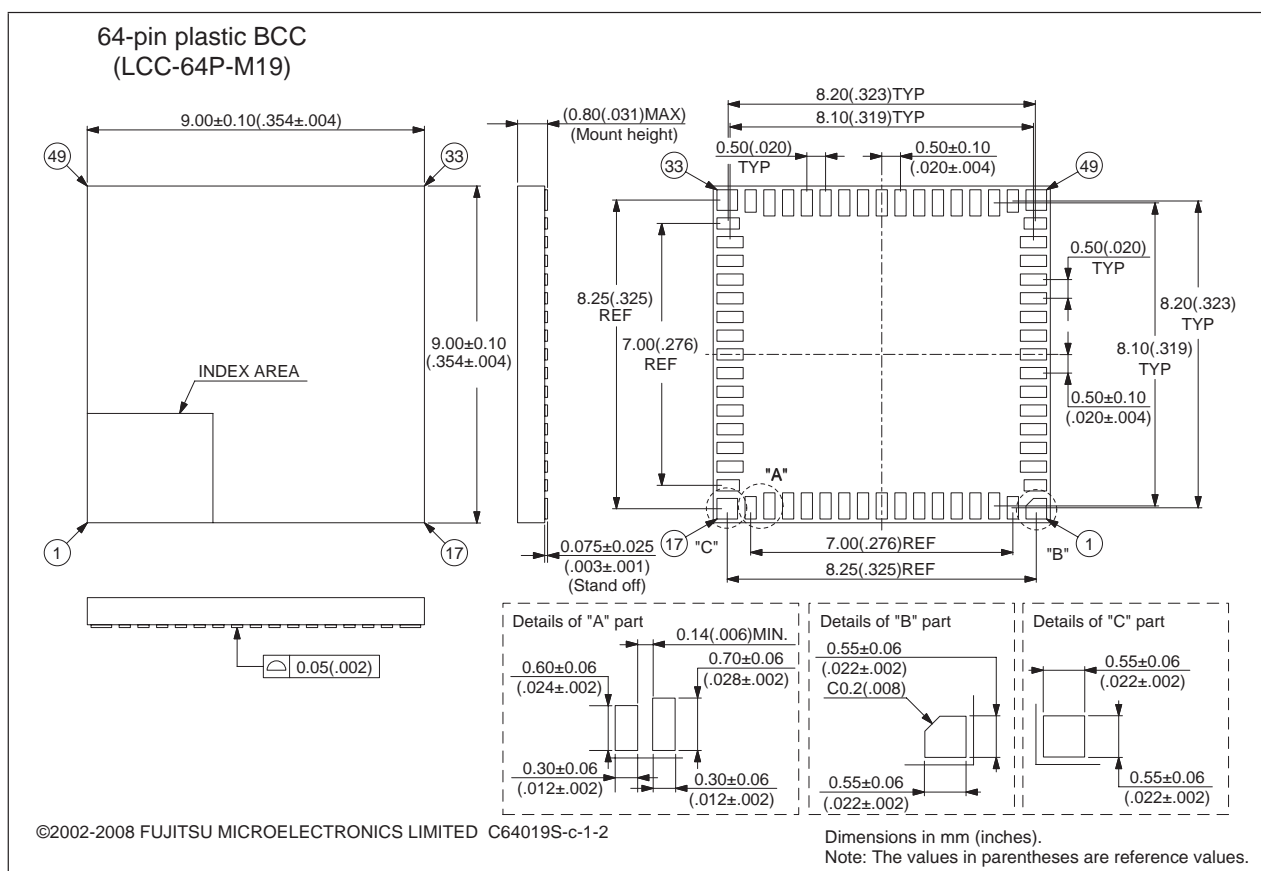 64-pin plastic BCC
(LCC-64P-M19)
9.00±0.10(.354±.004)
49
33
INDEX AREA
9.00±0.10
(.354±.004)
1
17
(0.80(.031)MAX)
(Mount height)
0.075±0.025
(.003±.001)
(Stand off)
0.05(.002)
8.20(.323)TYP
8.10(.319)TYP
0.50(.020)
TYP
0.50±0.10
(.020±.004)
33
49
8.25(.325)
REF
7.00(.276)
REF
0.50(.020)
TYP
8.20(.323)
TYP
8.10(.319)
TYP
0.50±0.10
(.020±.004)
"A"
17
"C"
7.00(.276)REF
"B"
1
8.25(.325)REF
Details of "A" part
0.14(.006)MIN.
0.60±0.06
(.024±.002)
0.70±0.06
(.028±.002)
0.30±0.06
(.012±.002)
0.30±0.06
(.012±.002)
Details of "B" part
0.55±0.06
(.022±.002)
C0.2(.008)
0.55±0.06
(.022±.002)
Details of "C" part
0.55±0.06
(.022±.002)
0.55±0.06
(.022±.002)
©2002-2008 FUJITSU MICROELECTRONICS LIMITED C64019S-c-1-2
Dimensions in mm (inches).
Note: The values in parentheses are reference values.